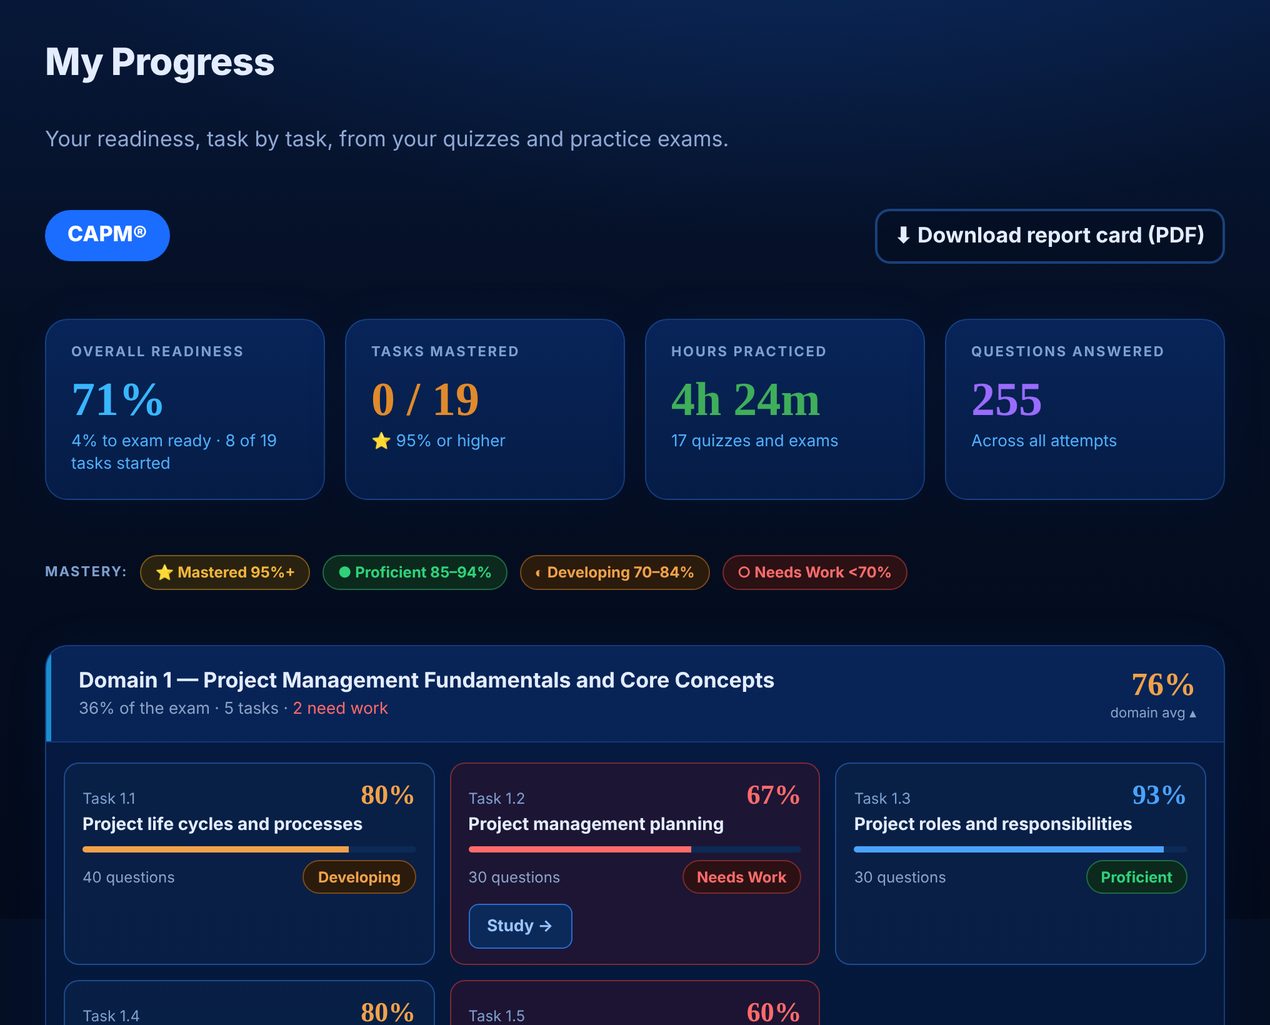 My Progress
Your readiness, task by task, from your quizzes and practice exams.
CAPM®
⬇ Download report card (PDF)
OVERALL READINESS
71%
4% to exam ready · 8 of 19
tasks started
TASKS MASTERED
0 / 19
⭐ 95% or higher
HOURS PRACTICED
4h 24m
17 quizzes and exams
QUESTIONS ANSWERED
255
Across all attempts
MASTERY:
⭐ Mastered 95%+
● Proficient 85–94%
◖ Developing 70–84%
○ Needs Work <70%
Domain 1 — Project Management Fundamentals and Core Concepts
36% of the exam · 5 tasks · 2 need work
76%
domain avg ▴
Task 1.1
80%
Project life cycles and processes
40 questions
Developing
Task 1.2
67%
Project management planning
30 questions
Needs Work
Study →
Task 1.3
93%
Project roles and responsibilities
30 questions
Proficient
Task 1.4
80%
Task 1.5
60%